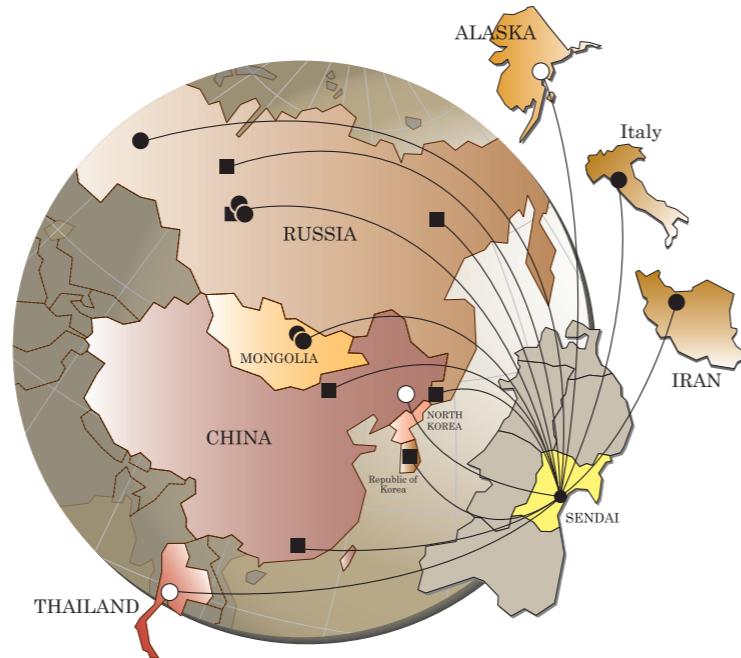 ALASKA
Italy
RUSSIA
IRAN
MONGOLIA
NORTH
KOREA
CHINA
Republic of
Korea
SENDAI
THAILAND